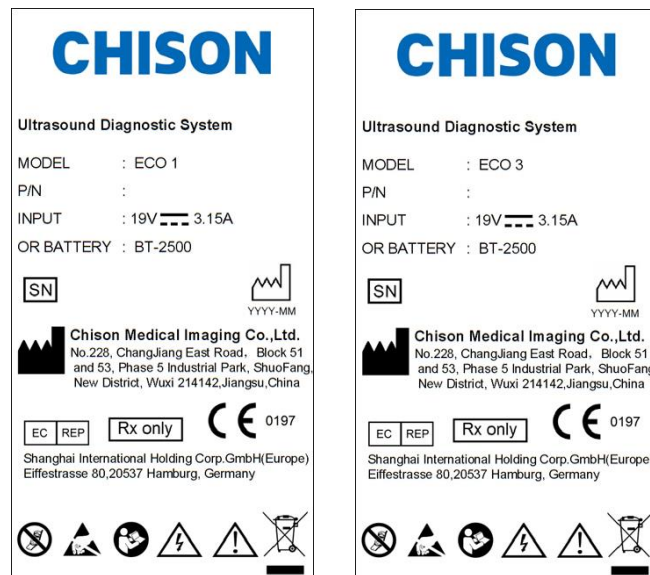 CHISON
Ultrasound Diagnostic System
MODEL : ECO 1
P/N :
INPUT : 19V 3.15A
OR BATTERY : BT-2500
SN
YYYY-MM
Chison Medical Imaging Co.,Ltd.
No.228, ChangJiang East Road, Block 51
and 53, Phase 5 Industrial Park, ShuoFang
New District, Wuxi 214142,Jiangsu,China
EC REP
Rx only
CE 0197
Shanghai International Holding Corp.GmbH(Europe)
Eiffestrasse 80,20537 Hamburg, Germany
CHISON
Ultrasound Diagnostic System
MODEL : ECO 3
P/N :
INPUT : 19V 3.15A
OR BATTERY : BT-2500
SN
YYYY-MM
Chison Medical Imaging Co.,Ltd.
No.228, ChangJiang East Road, Block 51
and 53, Phase 5 Industrial Park, ShuoFang
New District, Wuxi 214142,Jiangsu,China
EC REP
Rx only
CE 0197
Shanghai International Holding Corp.GmbH(Europe
Eiffestrasse 80,20537 Hamburg, Germany